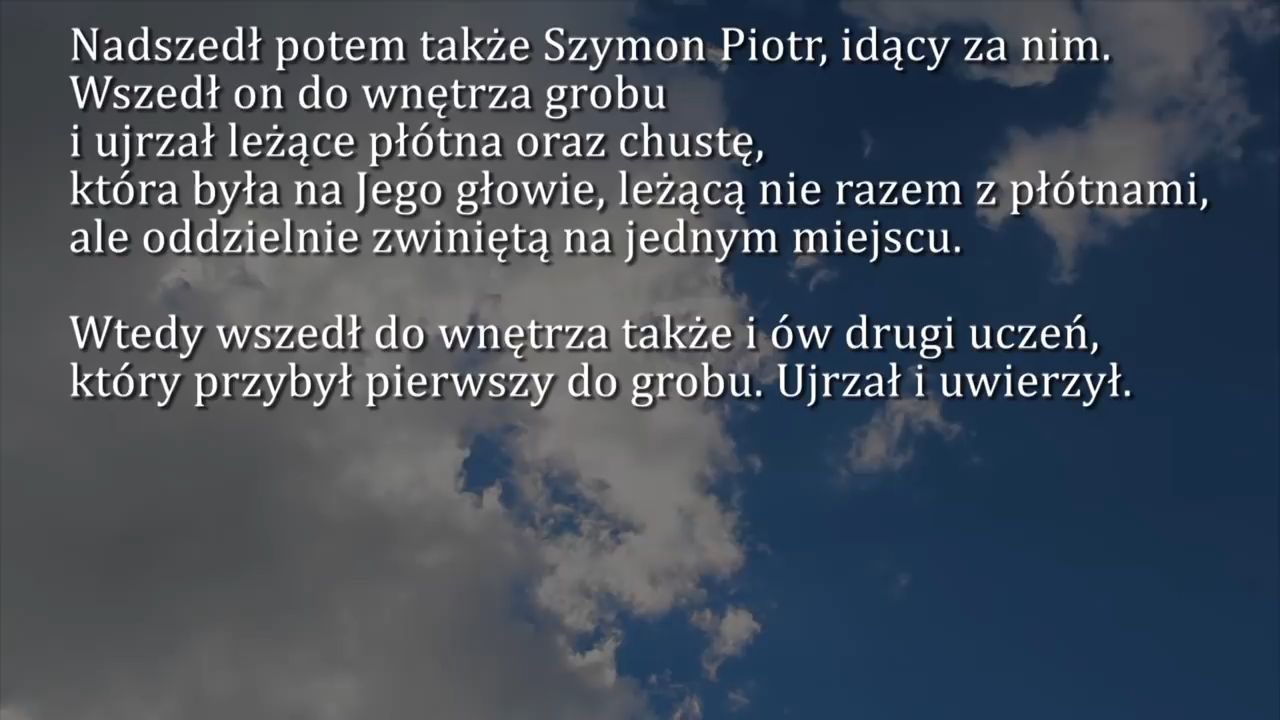 Nadszedł potem także Szymon Piotr, idący za nim.
Wszedł on do wnętrza grobu
i ujrzał leżące płótna oraz chustę,
która była na Jego głowie, leżącą nie razem z płótnami,
ale oddzielnie zwiniętą na jednym miejscu.
Wtedy wszedł do wnętrza także i ów drugi uczeń,
który przybył pierwszy do grobu. Ujrzał i uwierzył.